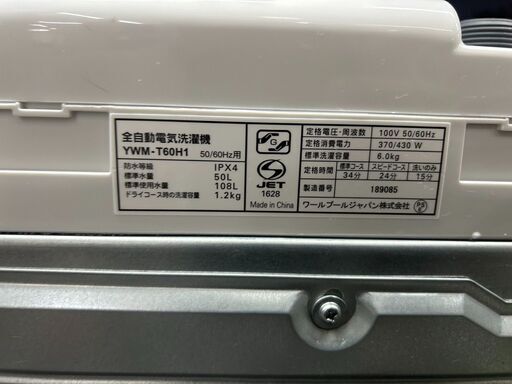 全自動電気洗濯機
YWM-T60H1 50/60Hz用
防水等級 IPX4
標準水量 50L
標準使用水量 108L
ドライコース時の洗濯容量 1.2kg
G
S
JET
1628
Made in China
定格電圧・周波数 100V 50/60Hz
定格消費電力 370/430 W
標準洗濯容量 6.0kg
定格時間 標準コース スピードコース 洗いのみ
34分 24分 15分
製造番号 189085
ワールプールジャパン株式会社 PSE